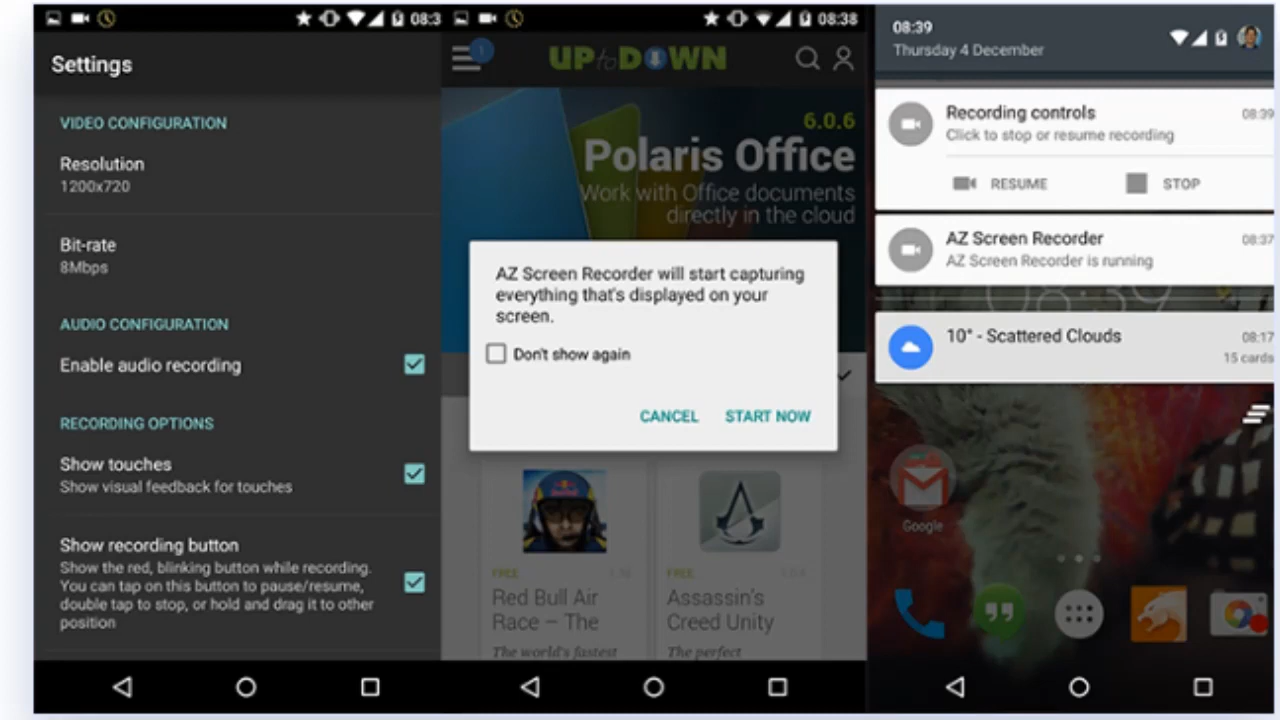 08:3
Settings
VIDEO CONFIGURATION
Resolution
1200x720
Bit-rate
8Mbps
AUDIO CONFIGURATION
Enable audio recording
RECORDING OPTIONS
Show touches
Show visual feedback for touches
Show recording button
Show the red, blinking button while recording.
You can tap on this button to pause/resume,
double tap to stop, or hold and drag it to other
position
08:38
1
UPtoDOWN
6.0.6
Polaris Office
Work with Office documents
directly in the cloud
AZ Screen Recorder will start capturing
everything that's displayed on your
screen.
Don't show again
CANCEL START NOW
FREE
Red Bull Air
Race – The
The world's fastest
FREE
Assassin's
Creed Unity
The perfect
08:39
Thursday 4 December
Recording controls 08:39
Click to stop or resume recording
RESUME STOP
AZ Screen Recorder 08:37
AZ Screen Recorder is running
08:39
10° - Scattered Clouds 08:17
15 cards
Google